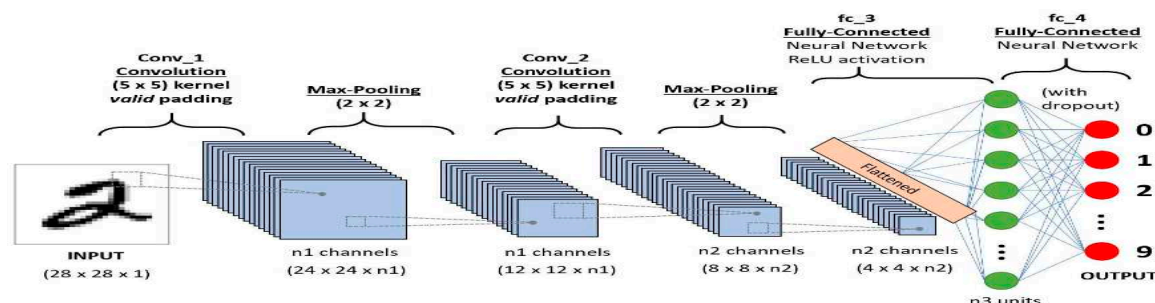 fc_3
Fully-Connected
Neural Network
ReLU activation
fc_4
Fully-Connected
Neural Network
Conv_1
Convolution
(5 x 5) kernel
valid padding
Max-Pooling
(2 x 2)
Conv_2
Convolution
(5 x 5) kernel
valid padding
Max-Pooling
(2 x 2)
(with
dropout)
Flattened
0
1
2
9
INPUT
(28 x 28 x 1)
n1 channels
(24 x 24 x n1)
n1 channels
(12 x 12 x n1)
n2 channels
(8 x 8 x n2)
n2 channels
(4 x 4 x n2)
OUTPUT
n3 units